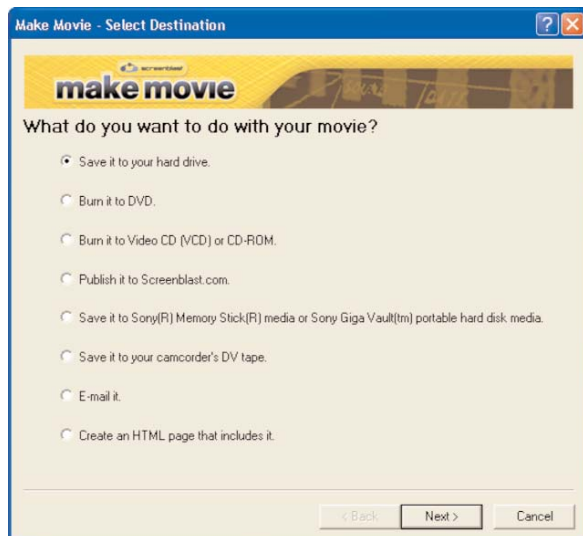 Make Movie - Select Destination
screenblast
make movie
What do you want to do with your movie?
Save it to your hard drive.
Burn it to DVD.
Burn it to Video CD (VCD) or CD-ROM.
Publish it to Screenblast.com.
Save it to Sony(R) Memory Stick(R) media or Sony Giga Vault(tm) portable hard disk media.
Save it to your camcorder's DV tape.
E-mail it.
Create an HTML page that includes it.
< Back
Next >
Cancel